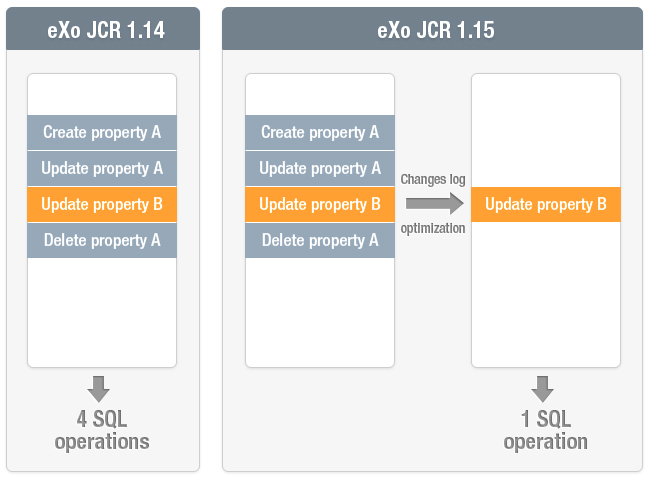 eXo JCR 1.14
Create property A
Update property A
Update property B
Delete property A
4 SQL
operations
eXo JCR 1.15
Create property A
Update property A
Update property B
Delete property A
Changes log
optimization
Update property B
1 SQL
operation